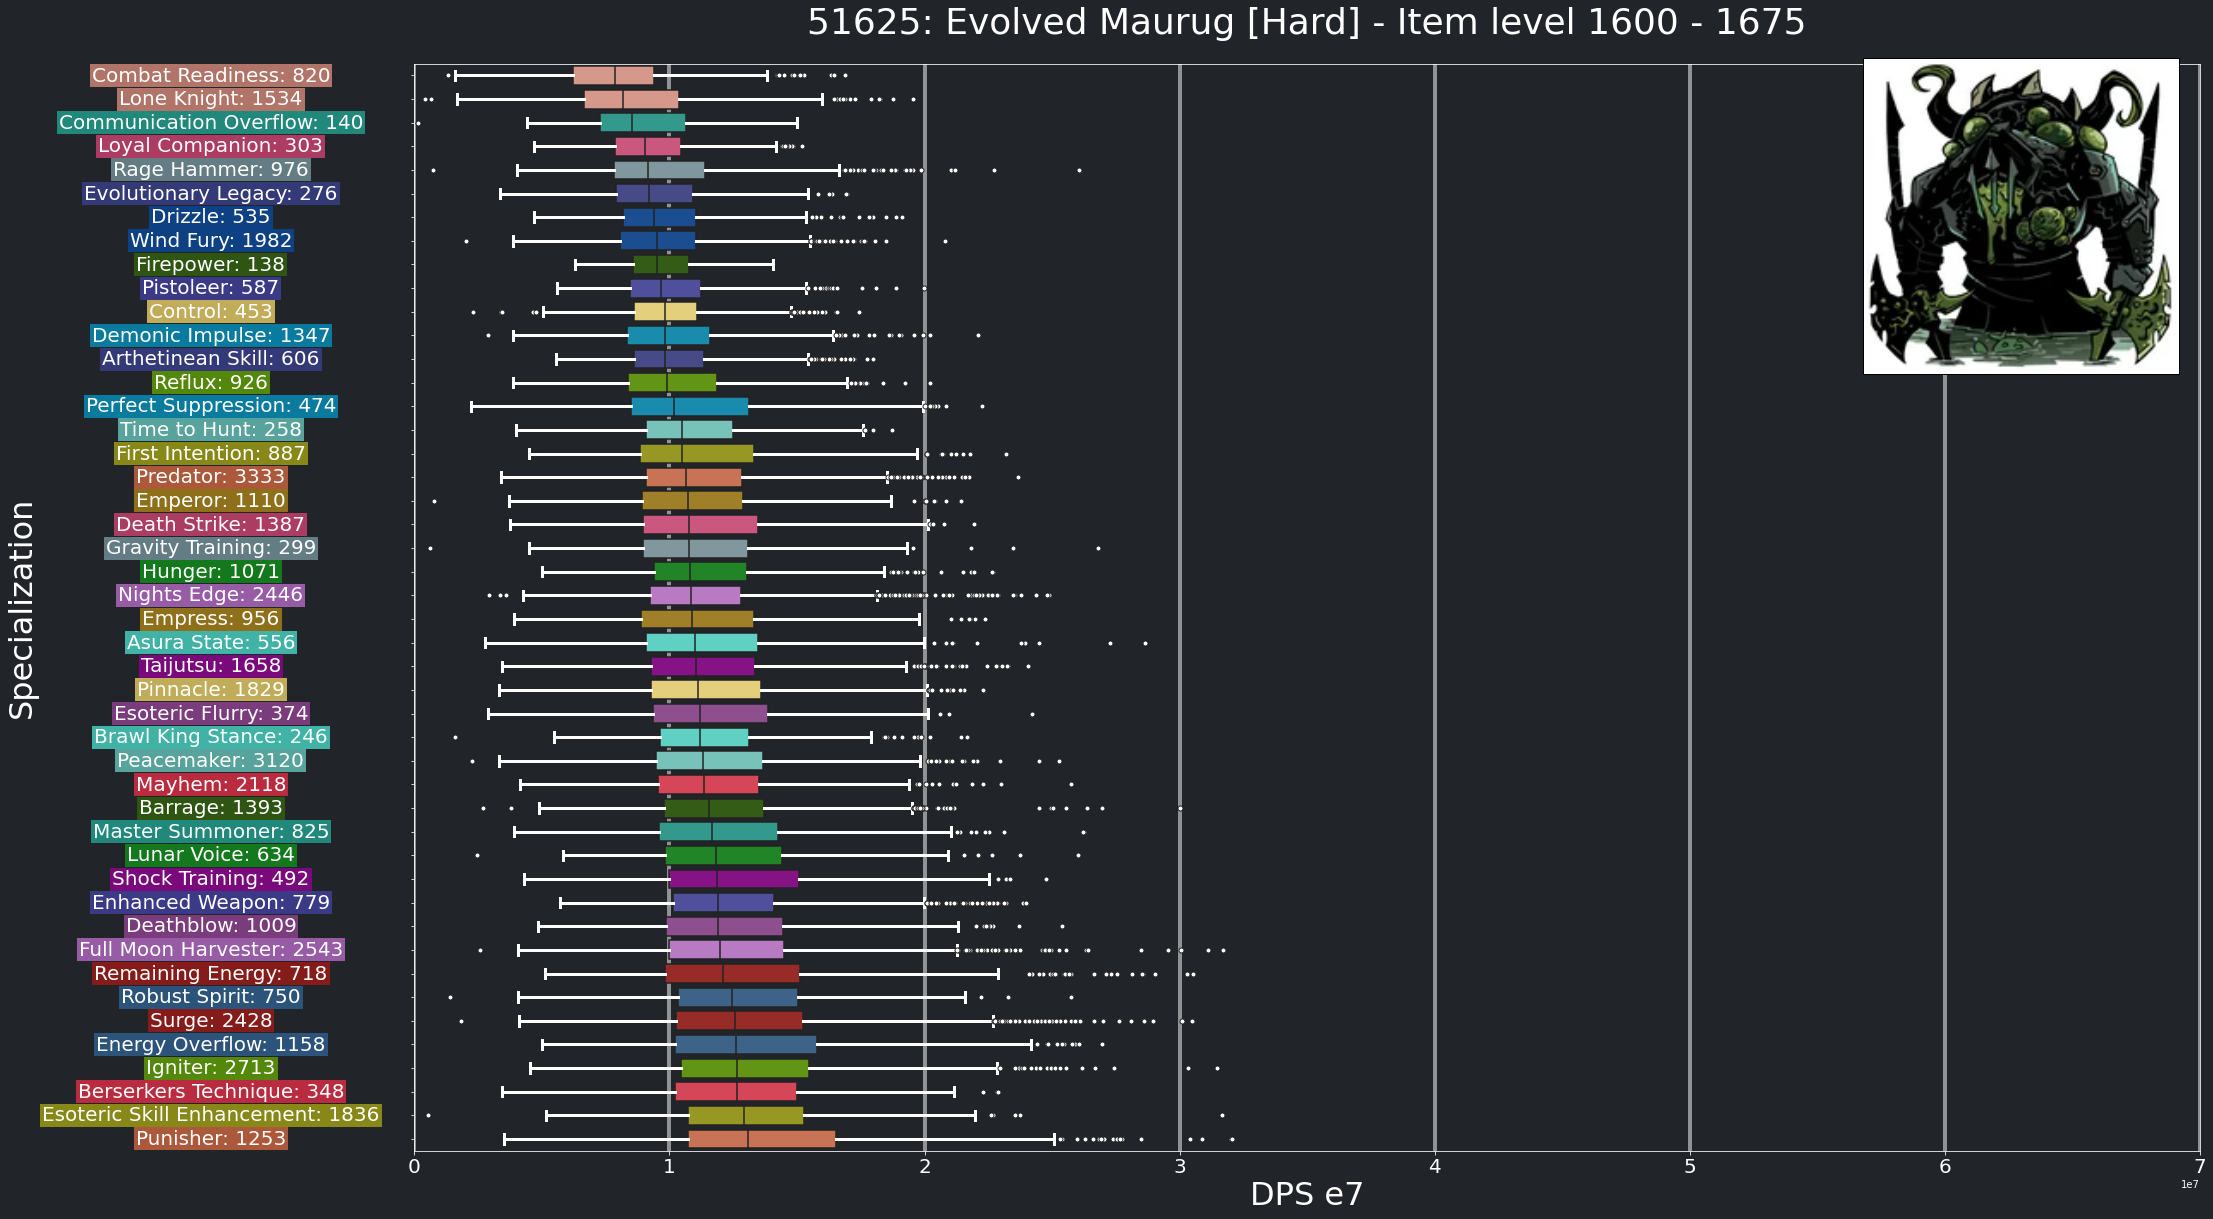 51625: Evolved Maurug [Hard] - Item level 1600 - 1675
Combat Readiness: 820
Lone Knight: 1534
Communication Overflow: 140
Loyal Companion: 303
Rage Hammer: 976
Evolutionary Legacy: 276
Drizzle: 535
Wind Fury: 1982
Firepower: 138
Pistoleer: 587
Control: 453
Demonic Impulse: 1347
Arthetinean Skill: 606
Reflux: 926
Perfect Suppression: 474
Time to Hunt: 258
First Intention: 887
Predator: 3333
Emperor: 1110
Death Strike: 1387
Gravity Training: 299
Hunger: 1071
Nights Edge: 2446
Empress: 956
Asura State: 556
Taijutsu: 1658
Pinnacle: 1829
Esoteric Flurry: 374
Brawl King Stance: 246
Peacemaker: 3120
Mayhem: 2118
Barrage: 1393
Master Summoner: 825
Lunar Voice: 634
Shock Training: 492
Enhanced Weapon: 779
Deathblow: 1009
Full Moon Harvester: 2543
Remaining Energy: 718
Robust Spirit: 750
Surge: 2428
Energy Overflow: 1158
Igniter: 2713
Berserkers Technique: 348
Esoteric Skill Enhancement: 1836
Punisher: 1253
Specialization
0 1 2 3 4 5 6 7
1e7
DPS e7